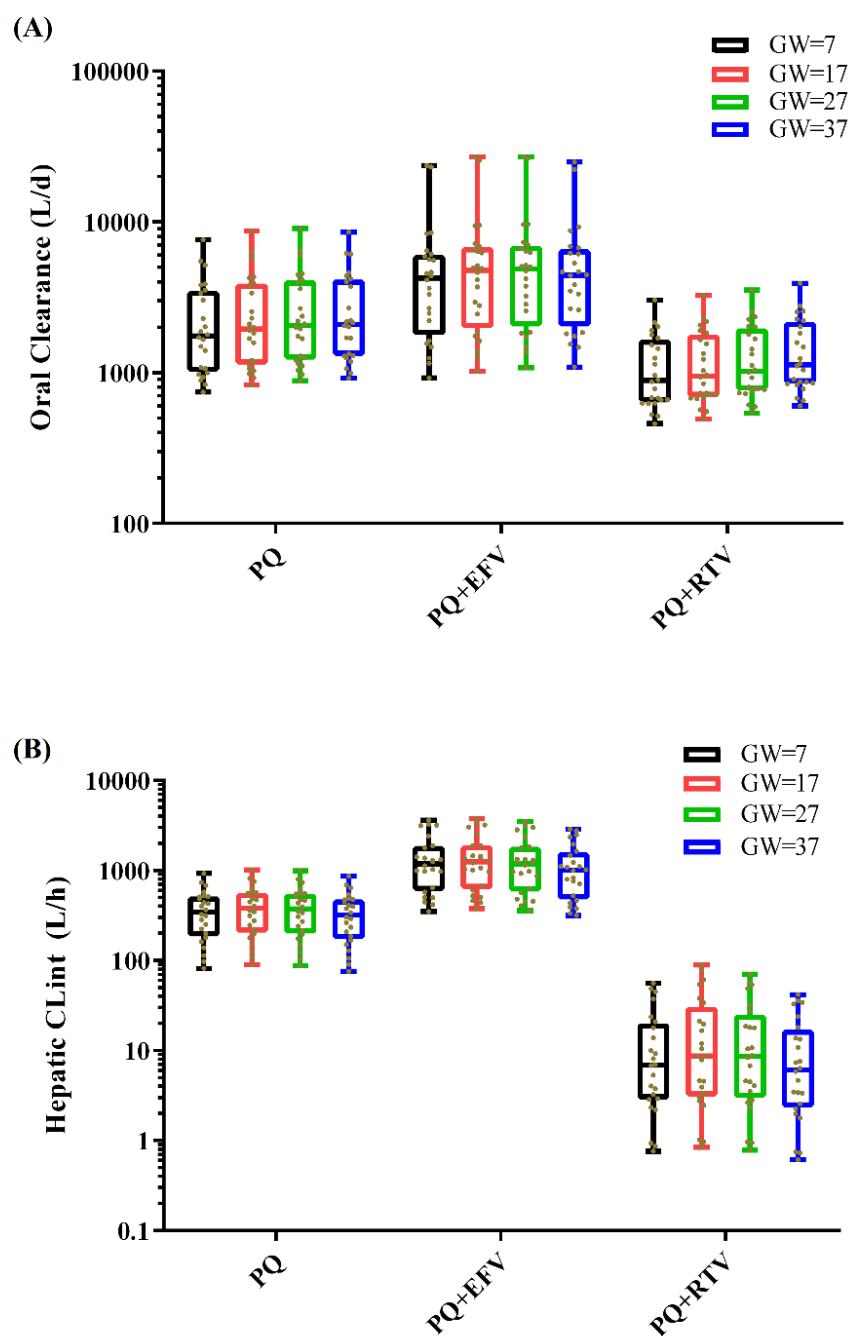 (A)
GW=7
GW=17
GW=27
GW=37
100000
10000
1000
100
Oral Clearance (L/d)
PQ
PQ+EFV
PQ+RTV
(B)
GW=7
GW=17
GW=27
GW=37
10000
1000
100
10
1
0.1
Hepatic CLint (L/h)
PQ
PQ+EFV
PQ+RTV